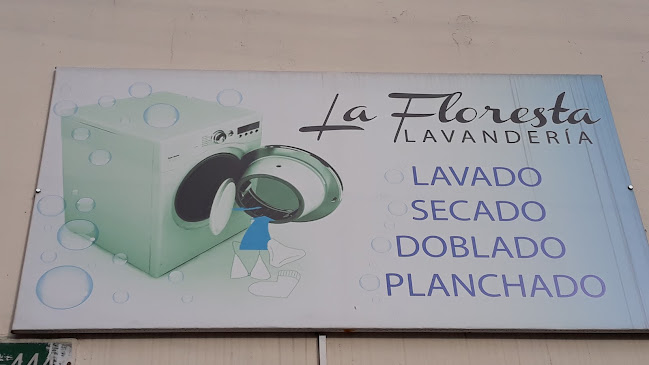 La Floresta
LAVANDERÍA
LAVADO
SECADO
DOBLADO
PLANCHADO